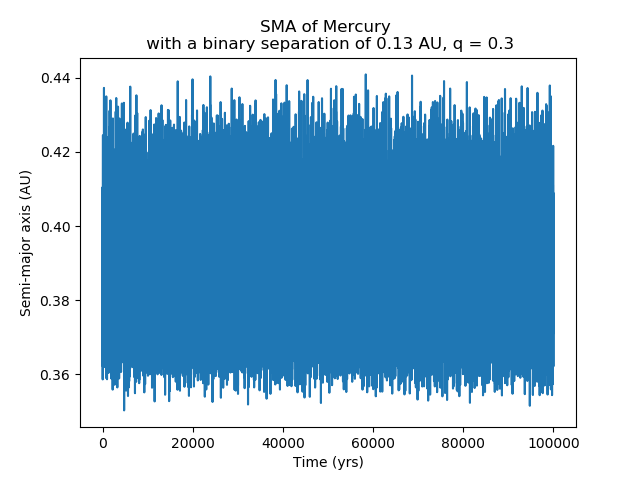 SMA of Mercury
with a binary separation of 0.13 AU, q = 0.3
Semi-major axis (AU)
0.44
0.42
0.40
0.38
0.36
0 20000 40000 60000 80000 100000
Time (yrs)